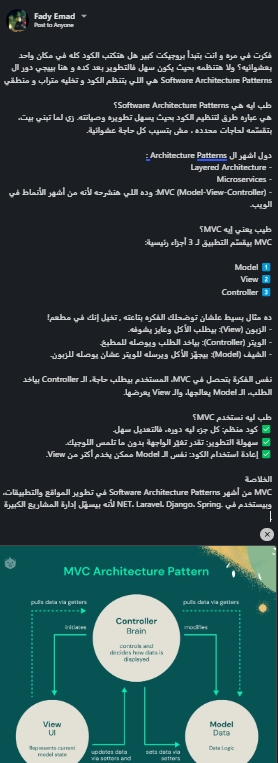 Fady Emad
Post to Anyone
فكرت في مره و انت بتبدأ بروجيكت كبير هل هتكتب الكود كله في مكان واحد
بعشوائيه؟ ولا هتنظمه بحيث يكون سهل فالتطوير بعد كده و هنا بييجي دور ال
Software Architecture Patterns هي اللي بتنظم الكود و تخليه متراب و منطقي
طب ايه هي Software Architecture Patterns؟
هي عباره طرق لتنظيم الكود بحيث يسهل تطويره وصيانته. زي لما تبني بيت،
بتقسّمه لحاجات محدده ، مش بتسيب كل حاجة عشوائية.
دول اشهر ال Architecture Patterns :
- Layered Architecture
- Microservices
- MVC (Model-View-Controller): وده اللي هنشرحه لأنه من أشهر الأنماط في
الويب.
طيب يعني إيه MVC؟
MVC بيقسّم التطبيق لـ 3 أجزاء رئيسية:
1 Model
2 View
3 Controller
ده مثال بسيط علشان توضحلك الفكره بتاعته , تخيل إنك في مطعم!
- الزبون (View): بيطلب الأكل وعايز يشوفه.
- الويتر (Controller): بياخد الطلب ويوصله للمطبخ.
- الشيف (Model): بيجهّز الأكل ويرسله للويتر عشان يوصله للزبون.
نفس الفكرة بتحصل في MVC، المستخدم بيطلب حاجة، الـ Controller بياخد
الطلب، الـ Model يعالجها، والـ View يعرضها.
طب ليه نستخدم MVC؟
✅ كود منظم: كل جزء ليه دوره، فالتعديل سهل.
✅ سهولة التطوير: تقدر تغيّر الواجهة بدون ما تلمس اللوجيك.
✅ إعادة استخدام الكود: نفس الـ Model ممكن يخدم أكتر من View.
الخلاصة
MVC من أشهر Software Architecture Patterns في تطوير المواقع والتطبيقات،
وبيستخدم في .NET، Laravel، Django، Spring لأنه بيسهّل إدارة المشاريع الكبيرة
MVC Architecture Pattern
pulls data via getters
pulls data via getters
Controller
Brain
controls and
decides how data is
displayed
initiates
modifies
View
UI
Represents current
model state
Model
Data
Data Logic
updates data
via setters and
sets data via
setters